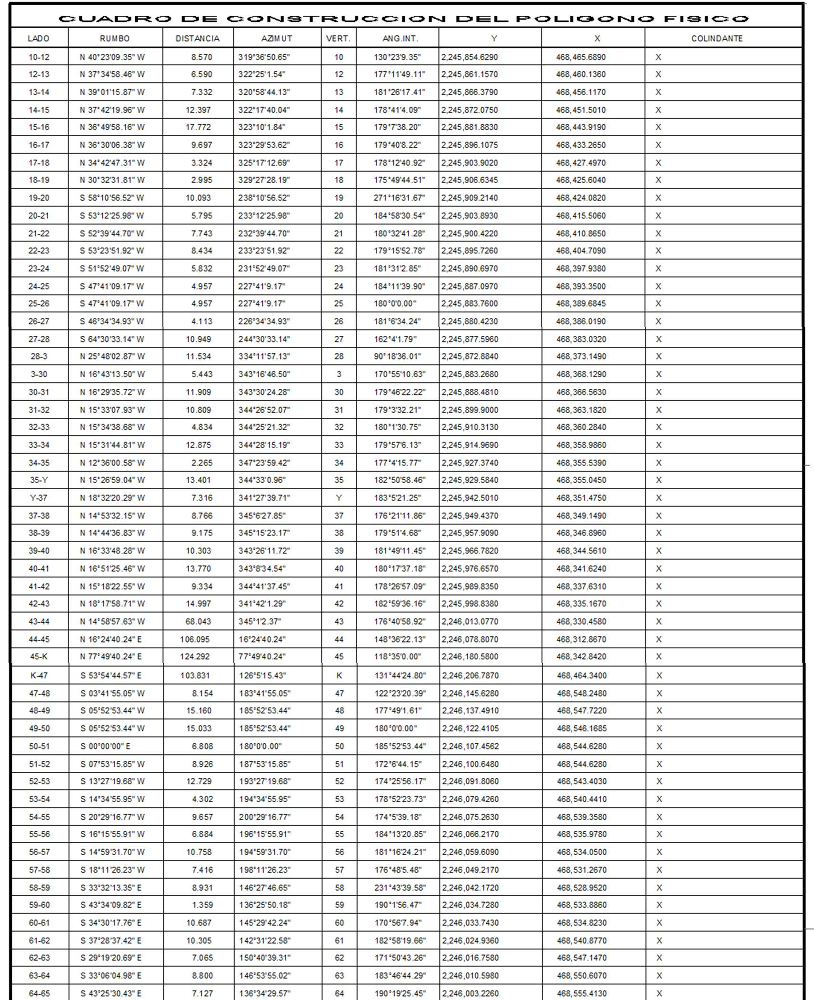 CUADRO DE CONSTRUCCION DEL POLIGONO FISICO
LADO RUMBO DISTANCIA AZIMUT VERT. ANG.INT. Y X COLINDANTE
10-12 N 40°23'09.35" W 8.570 319°36'50.65" 10 130°23'9.35" 2,245,854.6290 468,465.6890 X
12-13 N 37°34'58.46" W 6.590 322°25'1.54" 12 177°11'49.11" 2,245,861.1570 468,460.1360 X
13-14 N 39°01'15.87" W 7.332 320°58'44.13" 13 181°26'17.41" 2,245,866.3790 468,456.1170 X
14-15 N 37°42'19.96" W 12.397 322°17'40.04" 14 178°41'4.09" 2,245,872.0750 468,451.5010 X
15-16 N 36°49'58.16" W 17.772 323°10'1.84" 15 179°7'38.20" 2,245,881.8830 468,443.9190 X
16-17 N 36°30'06.38" W 9.697 323°29'53.62" 16 179°40'8.22" 2,245,896.1075 468,433.2650 X
17-18 N 34°42'47.31" W 3.324 325°17'12.69" 17 178°12'40.92" 2,245,903.9020 468,427.4970 X
18-19 N 30°32'31.81" W 2.995 329°27'28.19" 18 175°49'44.51" 2,245,906.6345 468,425.6040 X
19-20 S 58°10'56.52" W 10.093 238°10'56.52" 19 271°16'31.67" 2,245,909.2140 468,424.0820 X
20-21 S 53°12'25.98" W 5.795 233°12'25.98" 20 184°58'30.54" 2,245,903.8930 468,415.5060 X
21-22 S 52°39'44.70" W 7.743 232°39'44.70" 21 180°32'41.28" 2,245,900.4220 468,410.8650 X
22-23 S 53°23'51.92" W 8.434 233°23'51.92" 22 179°15'52.78" 2,245,895.7260 468,404.7090 X
23-24 S 51°52'49.07" W 5.832 231°52'49.07" 23 181°31'2.85" 2,245,890.6970 468,397.9380 X
24-25 S 47°41'09.17" W 4.957 227°41'9.17" 24 184°11'39.90" 2,245,887.0970 468,393.3500 X
25-26 S 47°41'09.17" W 4.957 227°41'9.17" 25 180°0'0.00" 2,245,883.7600 468,389.6845 X
26-27 S 46°34'34.93" W 4.113 226°34'34.93" 26 181°6'34.24" 2,245,880.4230 468,386.0190 X
27-28 S 64°30'33.14" W 10.949 244°30'33.14" 27 162°4'1.79" 2,245,877.5960 468,383.0320 X
28-3 N 25°48'02.87" W 11.534 334°11'57.13" 28 90°18'36.01" 2,245,872.8840 468,373.1490 X
3-30 N 16°43'13.50" W 5.443 343°16'46.50" 3 170°55'10.63" 2,245,883.2680 468,368.1290 X
30-31 N 16°29'35.72" W 11.909 343°30'24.28" 30 179°46'22.22" 2,245,888.4810 468,366.5630 X
31-32 N 15°33'07.93" W 10.809 344°26'52.07" 31 179°3'32.21" 2,245,899.9000 468,363.1820 X
32-33 N 15°34'38.68" W 4.834 344°25'21.32" 32 180°1'30.75" 2,245,910.3130 468,360.2840 X
33-34 N 15°31'44.81" W 12.875 344°28'15.19" 33 179°57'6.13" 2,245,914.9690 468,358.9860 X
34-35 N 12°36'00.58" W 2.265 347°23'59.42" 34 177°4'15.77" 2,245,927.3740 468,355.5390 X
35-Y N 15°26'59.04" W 13.401 344°33'0.96" 35 182°50'58.46" 2,245,929.5840 468,355.0450 X
Y-37 N 18°32'20.29" W 7.316 341°27'39.71" Y 183°5'21.25" 2,245,942.5010 468,351.4750 X
37-38 N 14°53'32.15" W 8.766 345°6'27.85" 37 176°21'11.86" 2,245,949.4370 468,349.1490 X
38-39 N 14°44'36.83" W 9.175 345°15'23.17" 38 179°51'4.68" 2,245,957.9090 468,346.8960 X
39-40 N 16°33'48.28" W 10.303 343°26'11.72" 39 181°49'11.45" 2,245,966.7820 468,344.5610 X
40-41 N 16°51'25.46" W 13.770 343°8'34.54" 40 180°17'37.18" 2,245,976.6570 468,341.6240 X
41-42 N 15°18'22.55" W 9.334 344°41'37.45" 41 178°26'57.09" 2,245,989.8350 468,337.6310 X
42-43 N 18°17'58.71" W 14.997 341°42'1.29" 42 182°59'36.16" 2,245,998.8380 468,335.1670 X
43-44 N 14°58'57.63" W 68.043 345°1'2.37" 43 176°40'58.92" 2,246,013.0770 468,330.4580 X
44-45 N 16°24'40.24" E 106.095 16°24'40.24" 44 148°36'22.13" 2,246,078.8070 468,312.8670 X
45-K N 77°49'40.24" E 124.292 77°49'40.24" 45 118°35'0.00" 2,246,180.5800 468,342.8420 X
K-47 S 53°54'44.57" E 103.831 126°5'15.43" K 131°44'24.80" 2,246,206.7870 468,464.3400 X
47-48 S 03°41'55.05" W 8.154 183°41'55.05" 47 122°23'20.39" 2,246,145.6280 468,548.2480 X
48-49 S 05°52'53.44" W 15.160 185°52'53.44" 48 177°49'1.61" 2,246,137.4910 468,547.7220 X
49-50 S 05°52'53.44" W 15.033 185°52'53.44" 49 180°0'0.00" 2,246,122.4105 468,546.1685 X
50-51 S 00°00'00" E 6.808 180°0'0.00" 50 185°52'53.44" 2,246,107.4562 468,544.6280 X
51-52 S 07°53'15.85" W 8.926 187°53'15.85" 51 172°6'44.15" 2,246,100.6480 468,544.6280 X
52-53 S 13°27'19.68" W 12.729 193°27'19.68" 52 174°25'56.17" 2,246,091.8060 468,543.4030 X
53-54 S 14°34'55.95" W 4.302 194°34'55.95" 53 178°52'23.73" 2,246,079.4260 468,540.4410 X
54-55 S 20°29'16.77" W 9.657 200°29'16.77" 54 174°5'39.18" 2,246,075.2630 468,539.3580 X
55-56 S 16°15'55.91" W 6.884 196°15'55.91" 55 184°13'20.85" 2,246,066.2170 468,535.9780 X
56-57 S 14°59'31.70" W 10.758 194°59'31.70" 56 181°16'24.21" 2,246,059.6090 468,534.0500 X
57-58 S 18°11'26.23" W 7.416 198°11'26.23" 57 176°48'5.48" 2,246,049.2170 468,531.2670 X
58-59 S 33°32'13.35" E 8.931 146°27'46.65" 58 231°43'39.58" 2,246,042.1720 468,528.9520 X
59-60 S 43°34'09.82" E 1.359 136°25'50.18" 59 190°1'56.47" 2,246,034.7280 468,533.8860 X
60-61 S 34°30'17.76" E 10.687 145°29'42.24" 60 170°56'7.94" 2,246,033.7430 468,534.8230 X
61-62 S 37°28'37.42" E 10.305 142°31'22.58" 61 182°58'19.66" 2,246,024.9360 468,540.8770 X
62-63 S 29°19'20.69" E 7.065 150°40'39.31" 62 171°50'43.26" 2,246,016.7580 468,547.1470 X
63-64 S 33°06'04.98" E 8.800 146°53'55.02" 63 183°46'44.29" 2,246,010.5980 468,550.6070 X
64-65 S 43°25'30.43" E 7.127 136°34'29.57" 64 190°19'25.45" 2,246,003.2260 468,555.4130 X